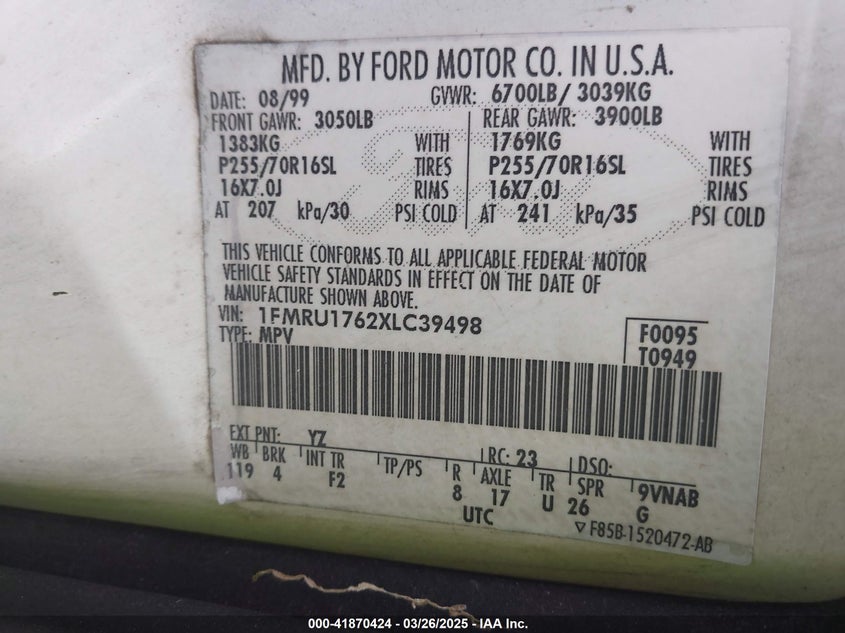 MFD. BY FORD MOTOR CO. IN U.S.A.
DATE: 08/99 GVWR: 6700LB/ 3039KG
FRONT GAWR: 3050LB REAR GAWR: 3900LB
1383KG WITH 1769KG WITH
P255/70R16SL TIRES P255/70R16SL TIRES
16X7.0J RIMS 16X7.0J RIMS
AT 207 kPa/30 PSI COLD AT 241 kPa/35 PSI COLD
THIS VEHICLE CONFORMS TO ALL APPLICABLE FEDERAL MOTOR
VEHICLE SAFETY STANDARDS IN EFFECT ON THE DATE OF
MANUFACTURE SHOWN ABOVE.
VIN: 1FMRU1762XLC39498
TYPE: MPV
F0095
T0949
EXT PNT: YZ RC: 23 DSO:
WB BRK INT TR TP/PS R AXLE TR SPR 9VNAB
119 4 F2 8 17 U 26 G
UTC
▽ F85B-1520472-AB
000-41870424 - 03/26/2025 - IAA Inc.